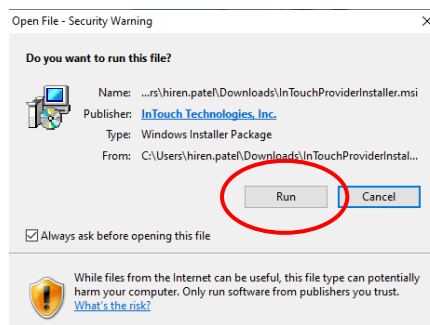 Open File - Security Warning
Do you want to run this file?
Name: ...rs\hiren.patel\Downloads\InTouchProviderInstaller.msi
Publisher: InTouch Technologies, Inc.
Type: Windows Installer Package
From: C:\Users\hiren.patel\Downloads\InTouchProviderInstal...
Run Cancel
Always ask before opening this file
While files from the Internet can be useful, this file type can potentially
harm your computer. Only run software from publishers you trust.
What's the risk?